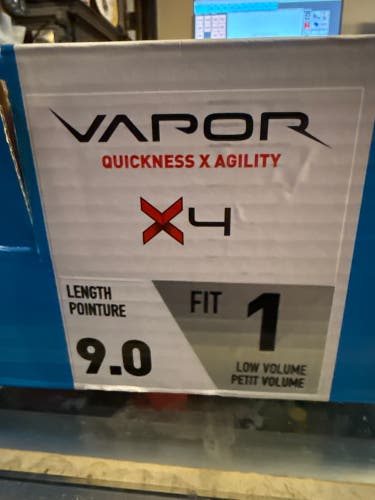 VAPOR
QUICKNESS X AGILITY
X4
LENGTH
POINTURE
9.0
FIT 1
LOW VOLUME
PETIT VOLUME